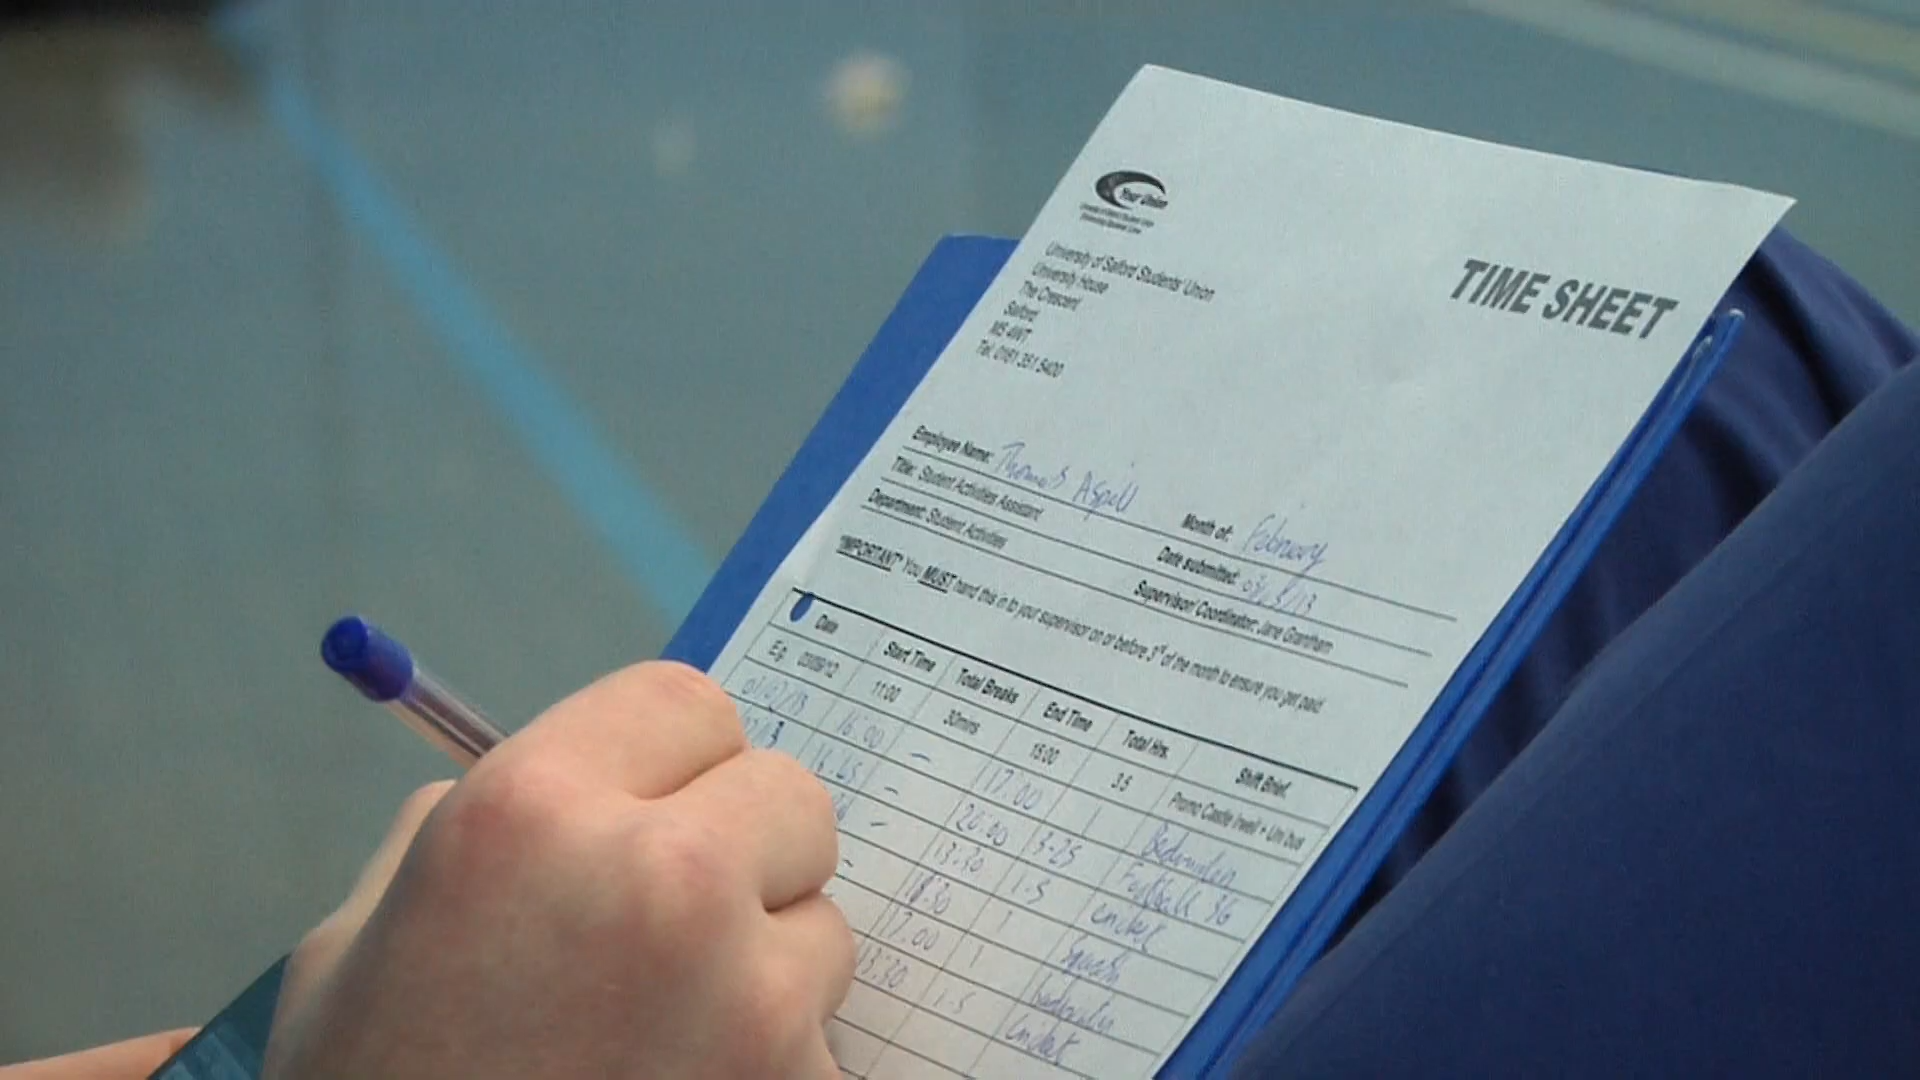 Your Union
University of Salford Students' Union
University House
The Crescent
Salford
M5 4WT
Tel. 0161 351 5400
TIME SHEET
Employee Name: Thomas Aspill Month of: February
Title: Student Activities Assistant Date submitted:
Department: Student Activities Supervisor/ Coordinator: Jane Grantham
*IMPORTANT* You MUST hand this in to your supervisor on or before 3rd of the month to ensure you get paid
Date Start Time Total Breaks End Time Total Hrs. Shift Brief.
E.g. 03/09/12 11:00 30mins 15:00 3.5 Promo Castle Irwell + Uni bus
01/02/13 16.00 - 17.00 1 Badminton
- 20.00 3-25 Football
- 13.30 1-5 cricket
- 18.30 1 Squash
17.00 1 badminton
13.30 1-5 Cricket